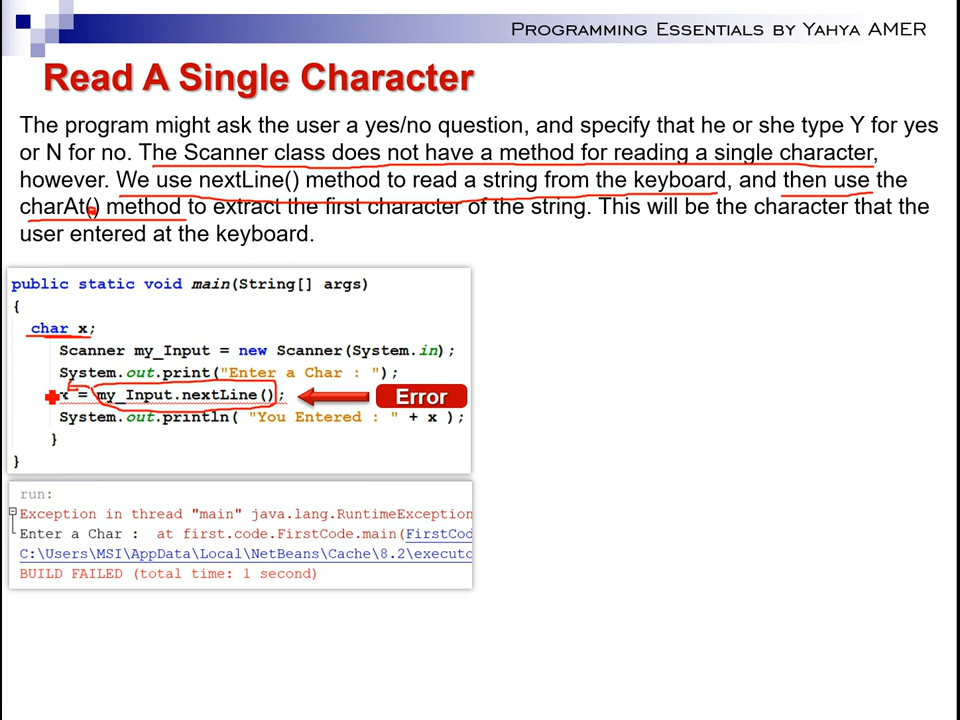 PROGRAMMING ESSENTIALS BY YAHYA AMER
Read A Single Character
The program might ask the user a yes/no question, and specify that he or she type Y for yes
or N for no. The Scanner class does not have a method for reading a single character,
however. We use nextLine() method to read a string from the keyboard, and then use the
charAt() method to extract the first character of the string. This will be the character that the
user entered at the keyboard.
public static void main(String[] args)
{
char x;
Scanner my_Input = new Scanner(System.in);
System.out.print("Enter a Char : ");
x = my_Input.nextLine();
Error
System.out.println( "You Entered : " + x );
}
}
run:
Exception in thread "main" java.lang.RuntimeException
Enter a Char :  at first.code.FirstCode.main(FirstCod
C:\Users\MSI\AppData\Local\NetBeans\Cache\8.2\executo
BUILD FAILED (total time: 1 second)